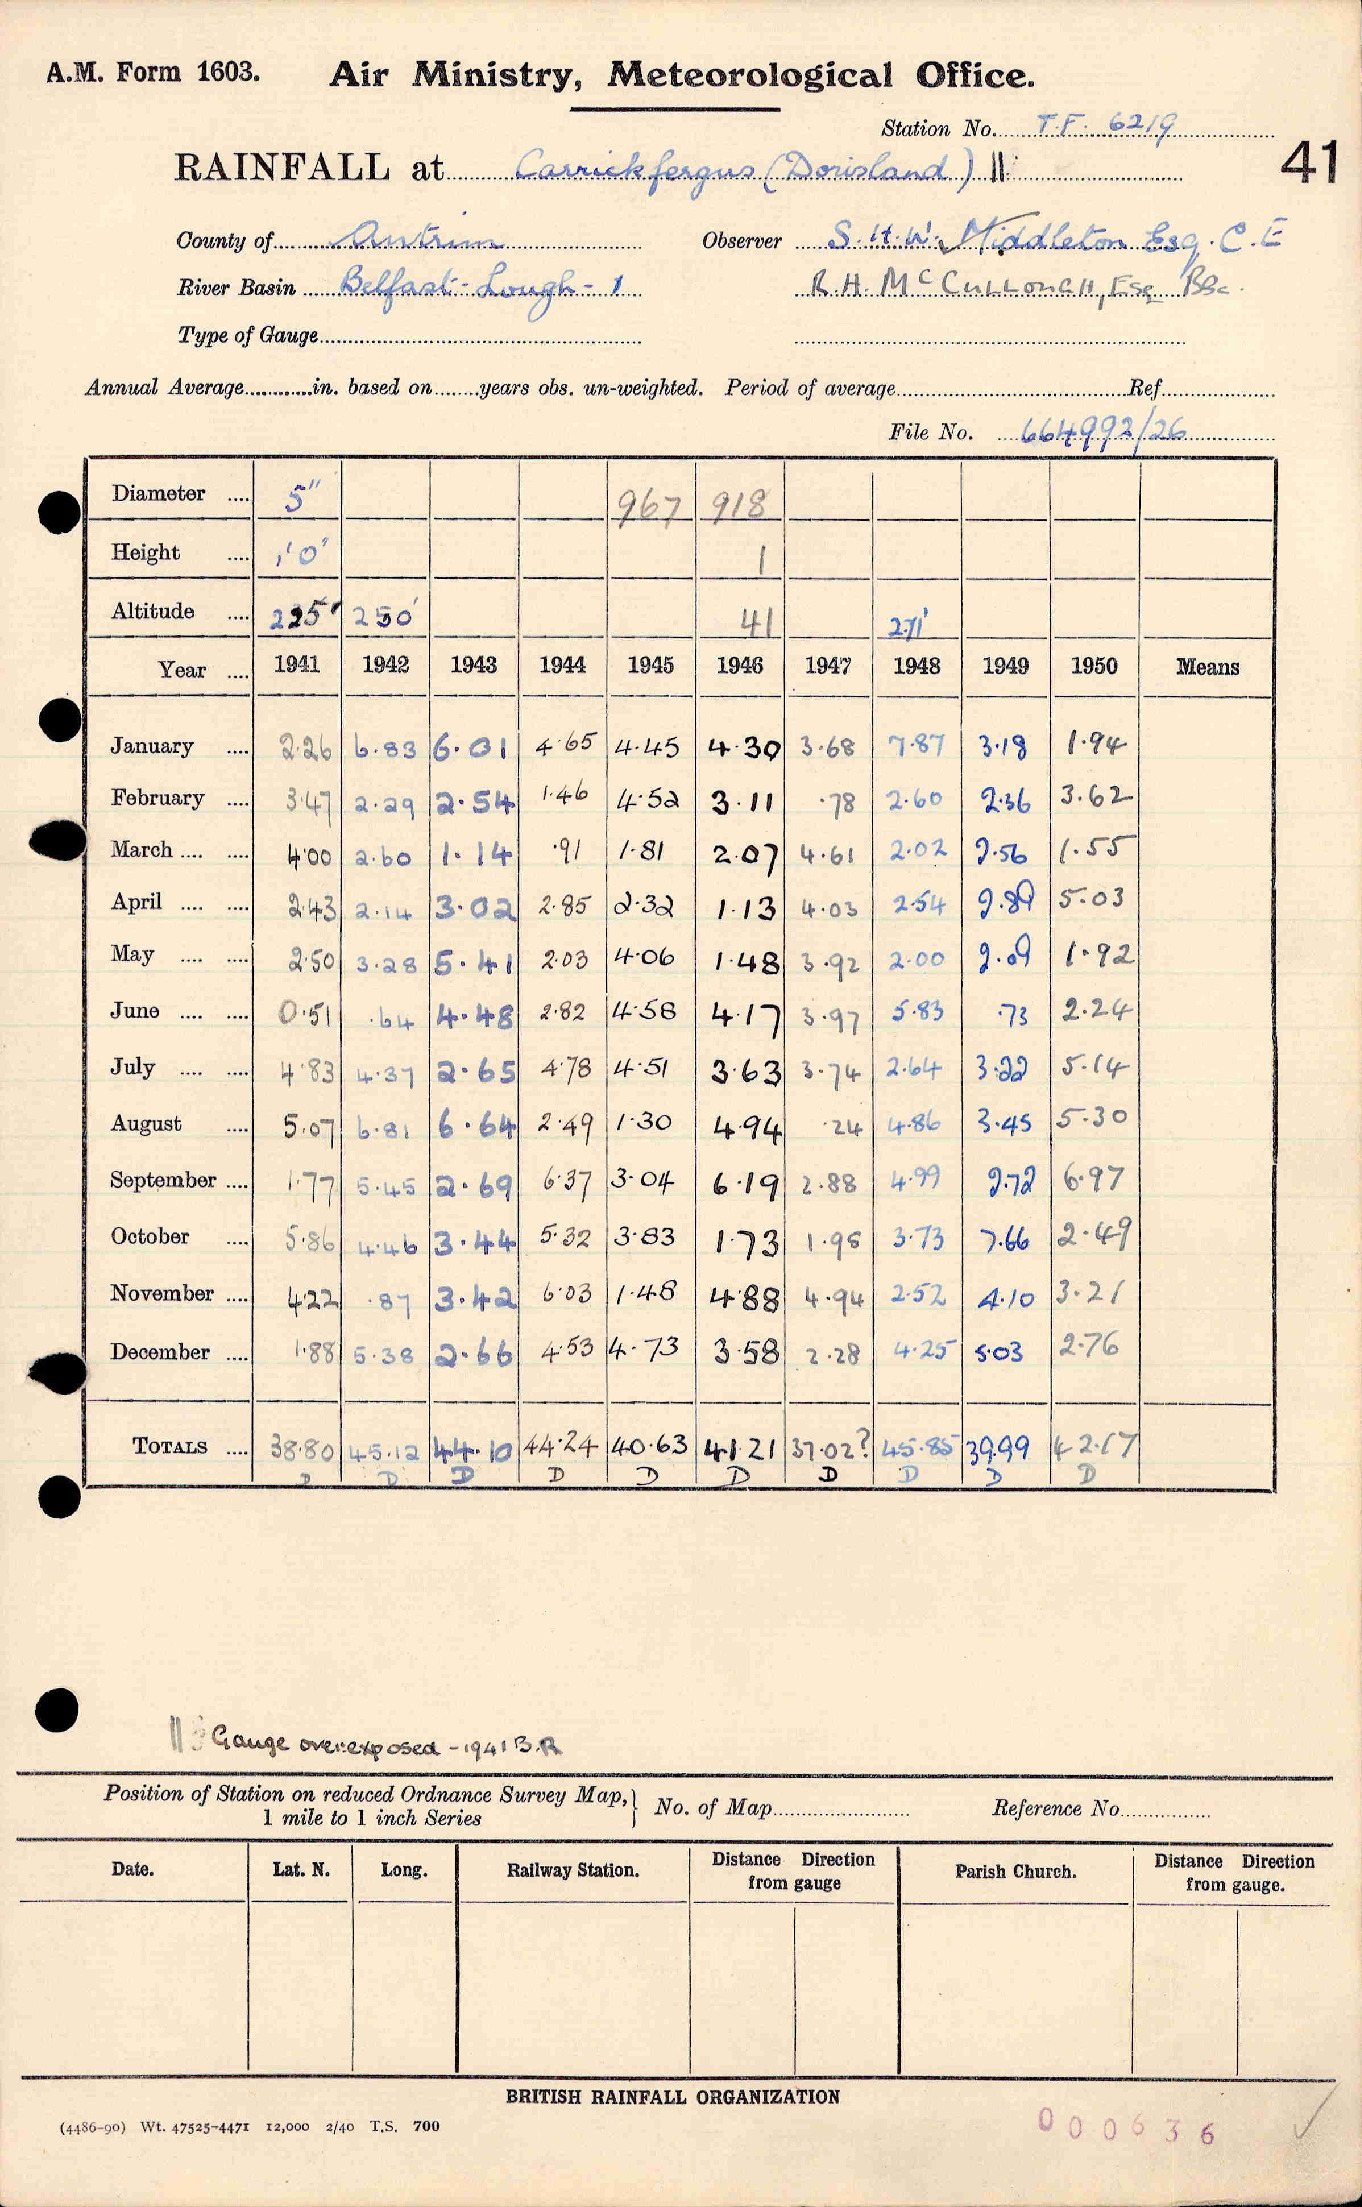 A.M. Form 1603. Air Ministry, Meteorological Office.
Station No. T.F. 6219
41
RAINFALL at Carrickfergus (Dorisland) ||
County of Antrim Observer S.H.W. Middleton Esq. C.E
River Basin Belfast Lough - 1 R.H. McCULLOUGH, Esq BSc.
Type of Gauge
Annual Average in. based on years obs. un-weighted. Period of average Ref.
File No. 664992/26
Diameter .... 5" 967 918
Height .... 1'0" 1
Altitude .... 225' 250' 41 271'
Year .... 1941 1942 1943 1944 1945 1946 1947 1948 1949 1950 Means
January .... 2.26 6.83 6.01 4.65 4.45 4.30 3.68 7.87 3.18 1.94
February .... 3.47 2.29 2.54 1.46 4.52 3.11 .78 2.60 2.36 3.62
March .... .... 4.00 2.60 1.14 .91 1.81 2.07 4.61 2.02 2.56 1.55
April .... .... 2.43 2.14 3.02 2.85 2.32 1.13 4.03 2.54 2.89 5.03
May .... .... 2.50 3.28 5.41 2.03 4.06 1.48 3.92 2.00 2.09 1.92
June .... .... 0.51 .64 4.48 2.82 4.58 4.17 3.97 5.83 .73 2.24
July .... .... 4.83 4.37 2.65 4.78 4.51 3.63 3.74 2.64 3.22 5.14
August .... 5.07 6.81 6.64 2.49 1.30 4.94 .24 4.86 3.45 5.30
September .... 1.77 5.45 2.69 6.37 3.04 6.19 2.88 4.99 2.72 6.97
October .... 5.86 4.46 3.44 5.32 3.83 1.73 1.95 3.73 7.66 2.49
November .... 4.22 .87 3.42 6.03 1.48 4.88 4.94 2.52 4.10 3.21
December .... 1.88 5.38 2.66 4.53 4.73 3.58 2.28 4.25 5.03 2.76
TOTALS .... 38.80 45.12 44.10 44.24 40.63 41.21 37.02? 45.85 39.99 42.17
D D D D D D D D D D
|| Gauge overexposed - 1941 B.R
Position of Station on reduced Ordnance Survey Map,} No. of Map Reference No.
1 mile to 1 inch Series
Date. Lat. N. Long. Railway Station. Distance Direction from gauge Parish Church. Distance Direction from gauge.
BRITISH RAINFALL ORGANIZATION
(4486-90) Wt. 47525-4471 12,000 2/40 T.S. 700
000636